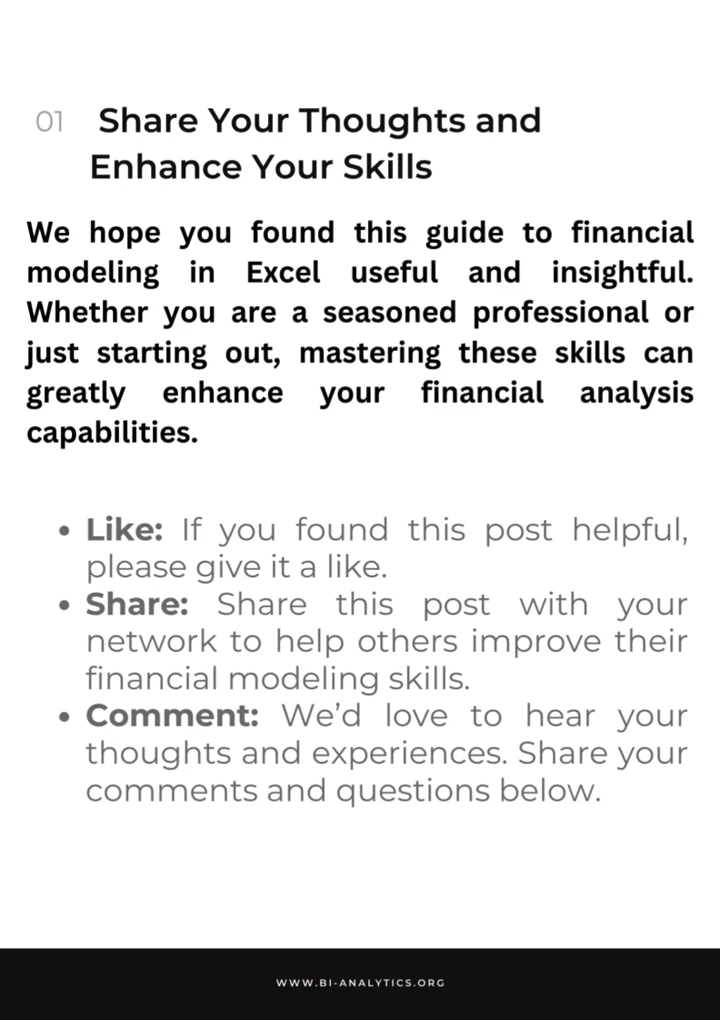 01 Share Your Thoughts and
Enhance Your Skills
We hope you found this guide to financial
modeling in Excel useful and insightful.
Whether you are a seasoned professional or
just starting out, mastering these skills can
greatly enhance your financial analysis
capabilities.
• Like: If you found this post helpful,
please give it a like.
• Share: Share this post with your
network to help others improve their
financial modeling skills.
• Comment: We’d love to hear your
thoughts and experiences. Share your
comments and questions below.
WWW.BI-ANALYTICS.ORG